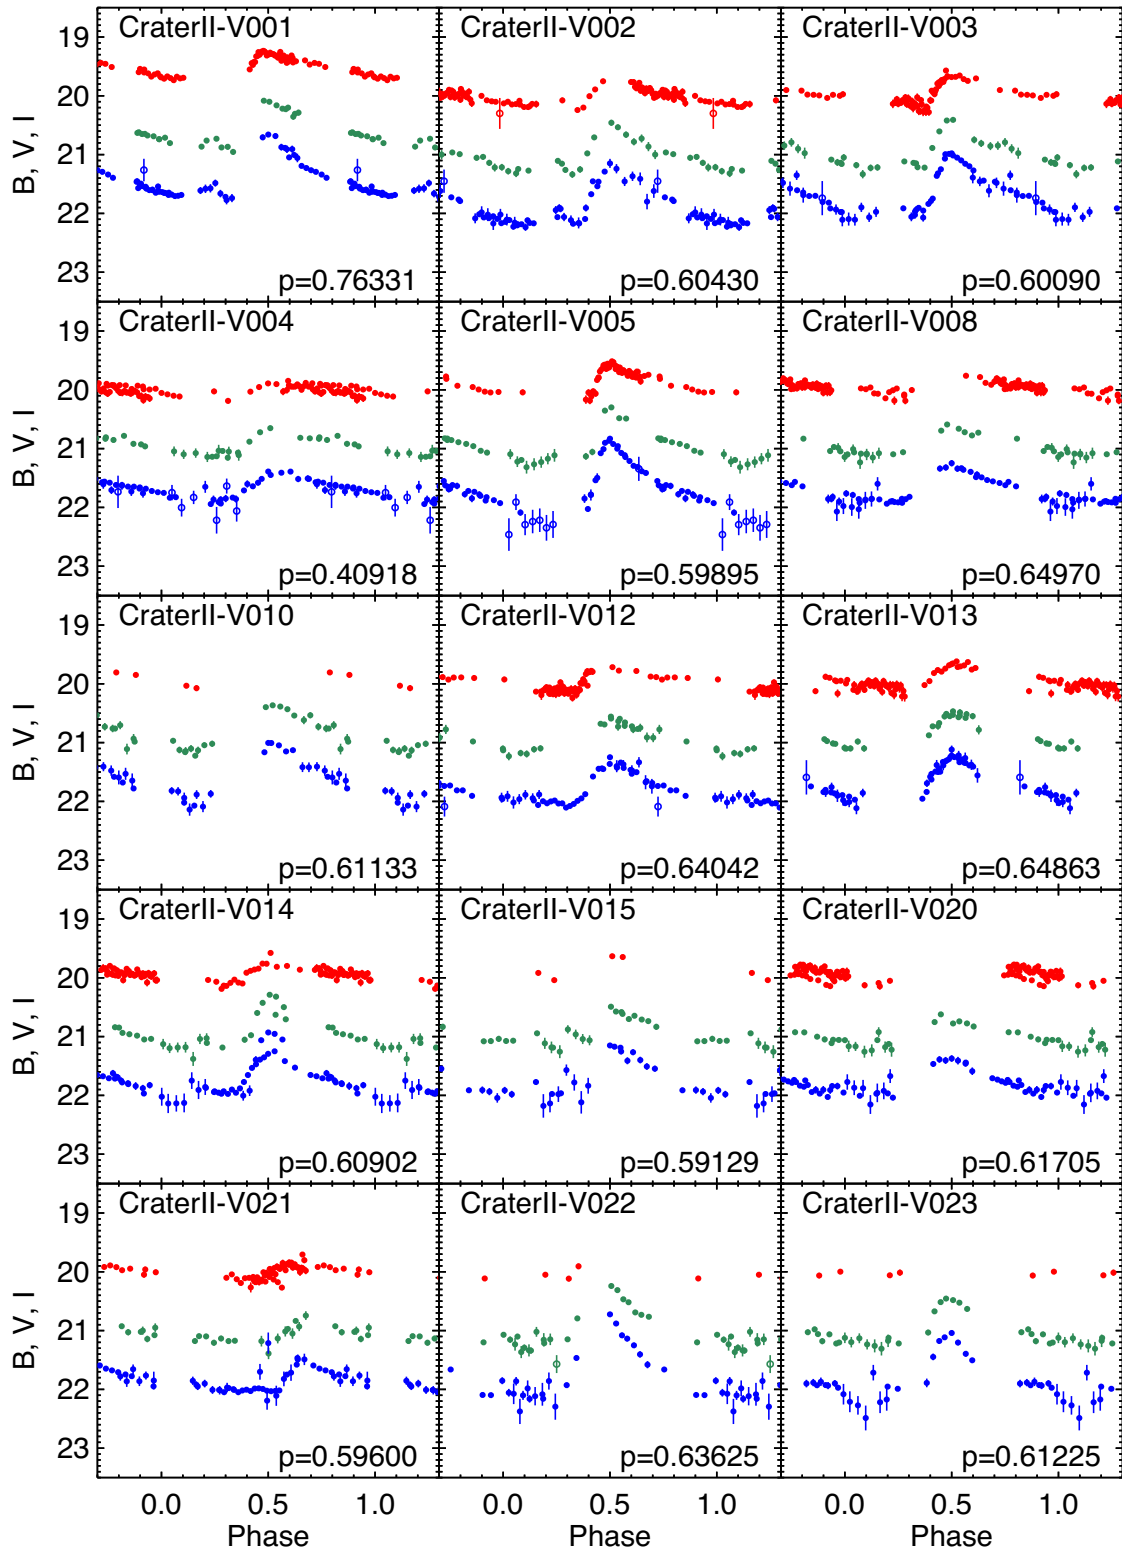 CraterII-V001 CraterII-V002 CraterII-V003
19
20
B, V, I
21
22
23
p=0.76331 p=0.60430 p=0.60090
CraterII-V004 CraterII-V005 CraterII-V008
19
20
B, V, I
21
22
23
p=0.40918 p=0.59895 p=0.64970
CraterII-V010 CraterII-V012 CraterII-V013
19
20
B, V, I
21
22
23
p=0.61133 p=0.64042 p=0.64863
CraterII-V014 CraterII-V015 CraterII-V020
19
20
B, V, I
21
22
23
p=0.60902 p=0.59129 p=0.61705
CraterII-V021 CraterII-V022 CraterII-V023
19
20
B, V, I
21
22
23
p=0.59600 p=0.63625 p=0.61225
0.0 0.5 1.0 0.0 0.5 1.0 0.0 0.5 1.0
Phase Phase Phase